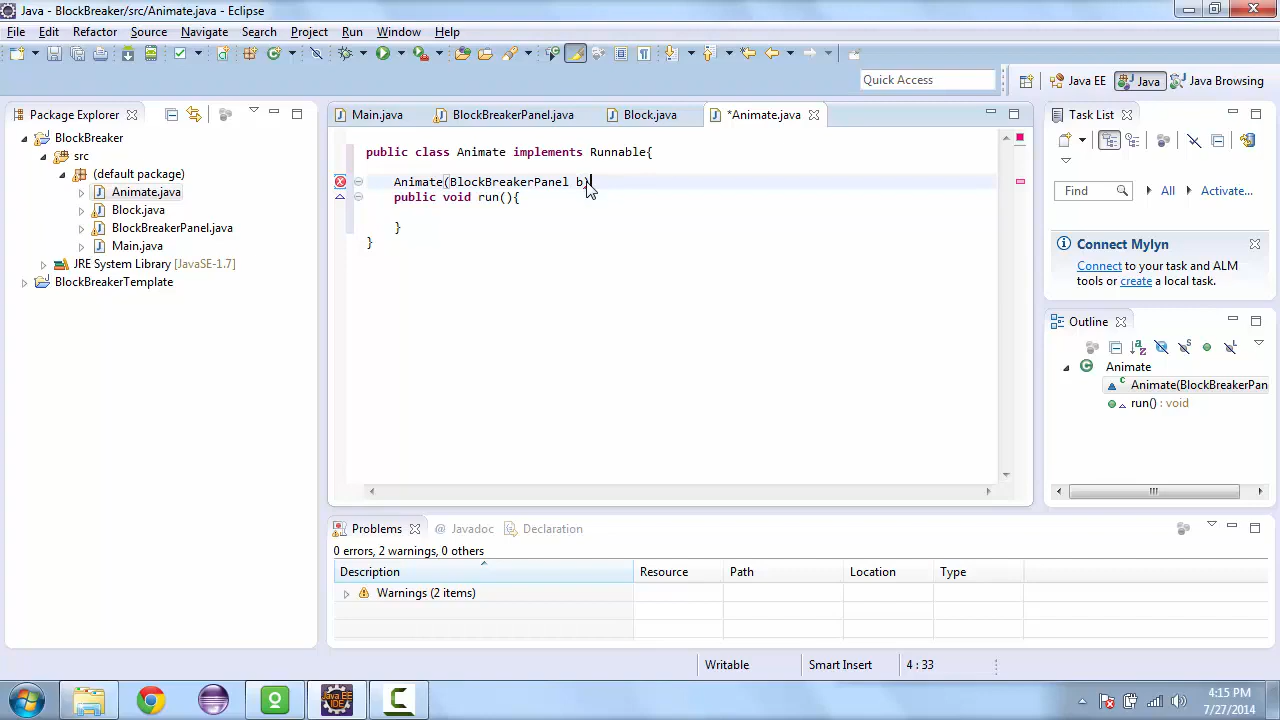 Java - BlockBreaker/src/Animate.java - Eclipse
File Edit Refactor Source Navigate Search Project Run Window Help
Quick Access
Java EE
Java
Java Browsing
Package Explorer
BlockBreaker
src
(default package)
Animate.java
Block.java
BlockBreakerPanel.java
Main.java
JRE System Library [JavaSE-1.7]
BlockBreakerTemplate
Main.java
BlockBreakerPanel.java
Block.java
*Animate.java
public class Animate implements Runnable{
Animate(BlockBreakerPanel b)
public void run(){
}
}
Task List
Find
All
Activate...
Connect Mylyn
Connect to your task and ALM
tools or create a local task.
Outline
Animate
Animate(BlockBreakerPan
run() : void
Problems
@ Javadoc
Declaration
0 errors, 2 warnings, 0 others
Description Resource Path Location Type
Warnings (2 items)
Writable
Smart Insert
4 : 33
Java EE
IDE
4:15 PM
7/27/2014